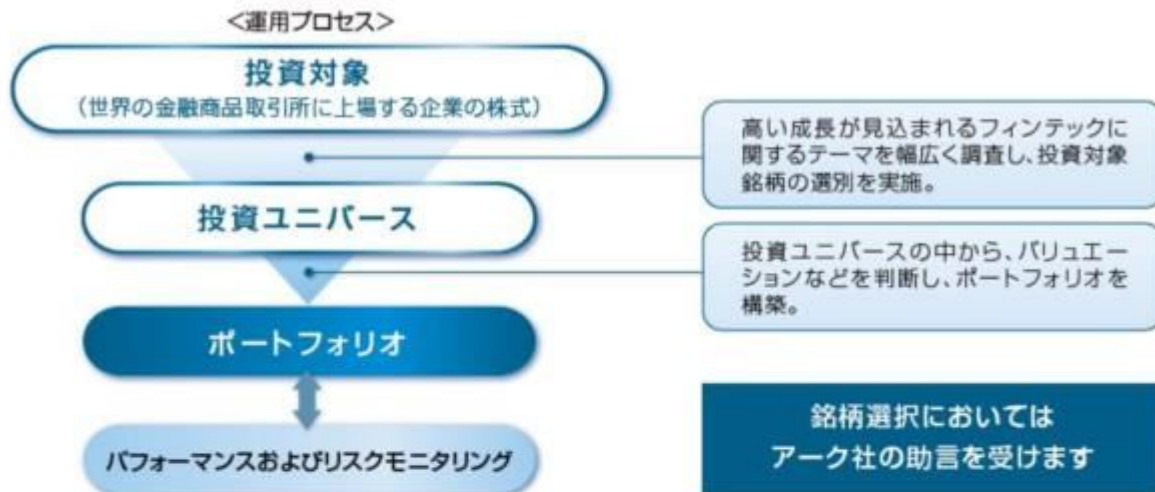 <運用プロセス>
投資対象
(世界の金融商品取引所に上場する企業の株式)
高い成長が見込まれるフィンテックに
関するテーマを幅広く調査し、投資対象
銘柄の選別を実施。
投資ユニバース
投資ユニバースの中から、バリュエー
ションなどを判断し、ポートフォリオを
構築。
ポートフォリオ
パフォーマンスおよびリスクモニタリング
銘柄選択においては
アーク社の助言を受けます